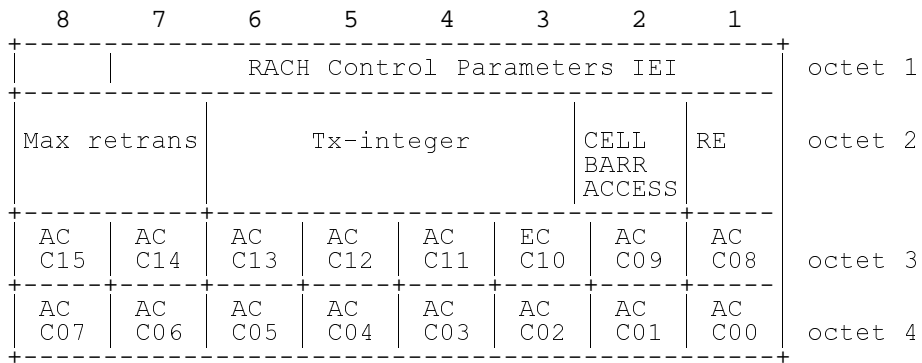 8 7 6 5 4 3 2 1
RACH Control Parameters IEI octet 1
Max retrans Tx-integer CELL RE octet 2
BARR
ACCESS
AC AC AC AC AC EC AC AC
C15 C14 C13 C12 C11 C10 C09 C08 octet 3
AC AC AC AC AC AC AC AC
C07 C06 C05 C04 C03 C02 C01 C00 octet 4